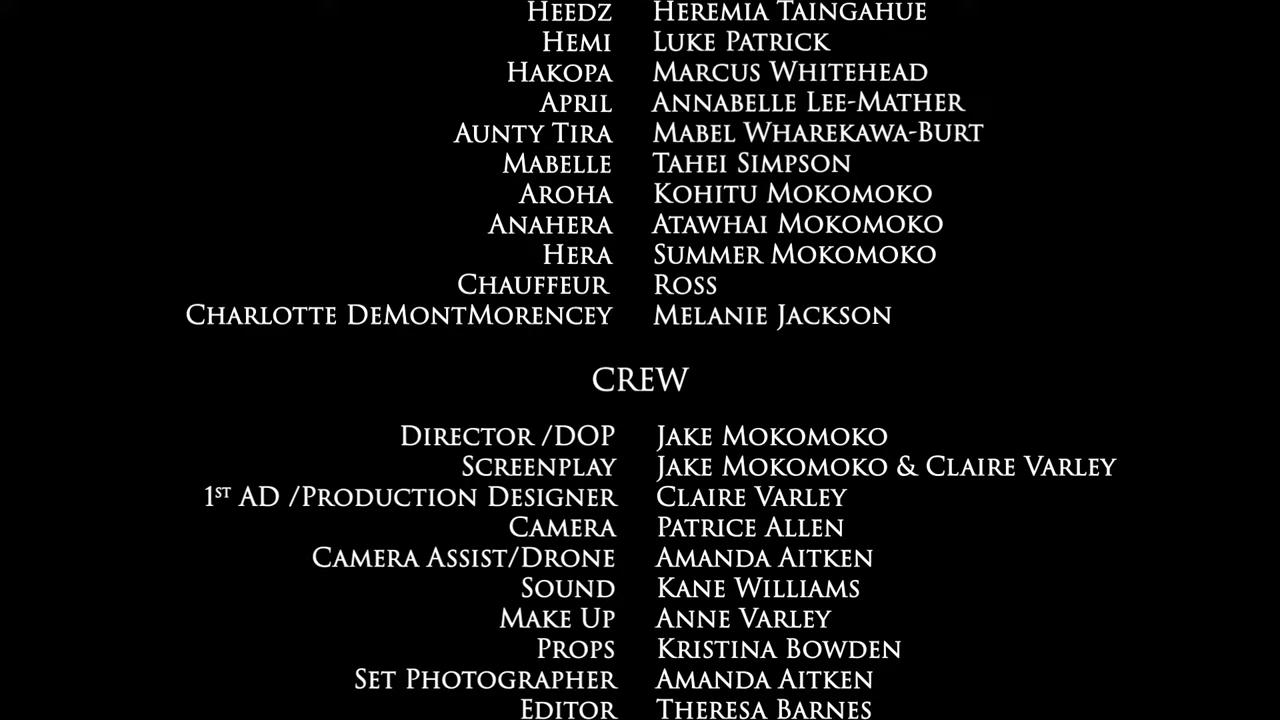 Heedz Heremia Taingahue
Hemi Luke Patrick
Hakopa Marcus Whitehead
April Annabelle Lee-Mather
Aunty Tira Mabel Wharekawa-Burt
Mabelle Tahei Simpson
Aroha Kohitu Mokomoko
Anahera Atawhai Mokomoko
Hera Summer Mokomoko
Chauffeur Ross
Charlotte DeMontMorencey Melanie Jackson
CREW
Director /DOP Jake Mokomoko
Screenplay Jake Mokomoko & Claire Varley
1st AD /Production Designer Claire Varley
Camera Patrice Allen
Camera Assist/Drone Amanda Aitken
Sound Kane Williams
Make Up Anne Varley
Props Kristina Bowden
Set Photographer Amanda Aitken
Editor Theresa Barnes